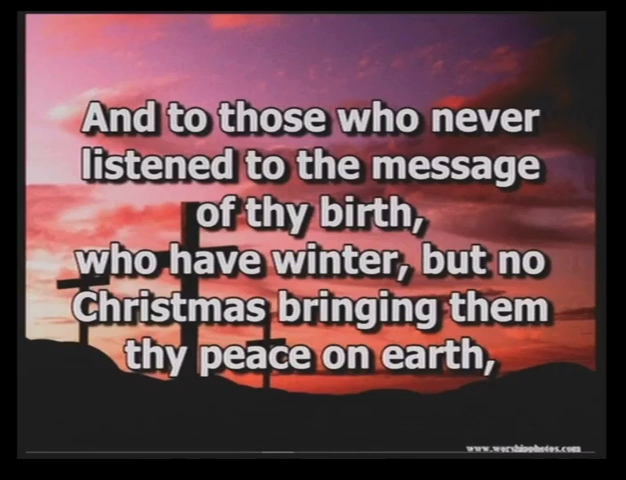 And to those who never
listened to the message
of thy birth,
who have winter, but no
Christmas bringing them
thy peace on earth,
www.worshipphotos.com